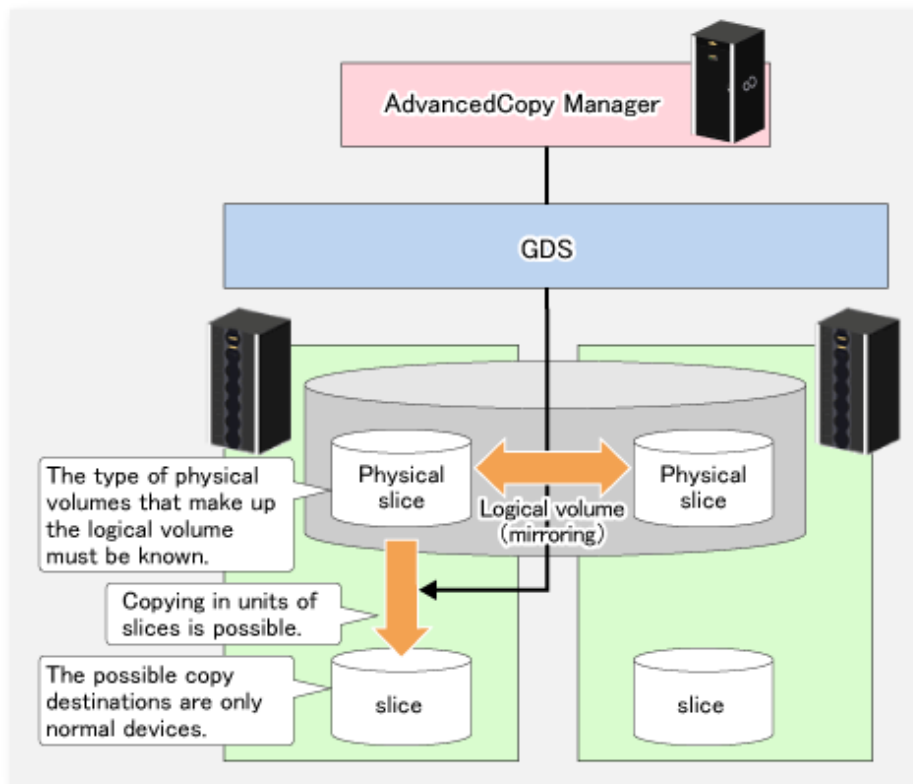 AdvancedCopy Manager
GDS
The type of physical
volumes that make up
the logical volume
must be known.
Physical
slice
Logical volume
(mirroring)
Physical
slice
Copying in units of
slices is possible.
The possible copy
destinations are only
normal devices.
slice
slice